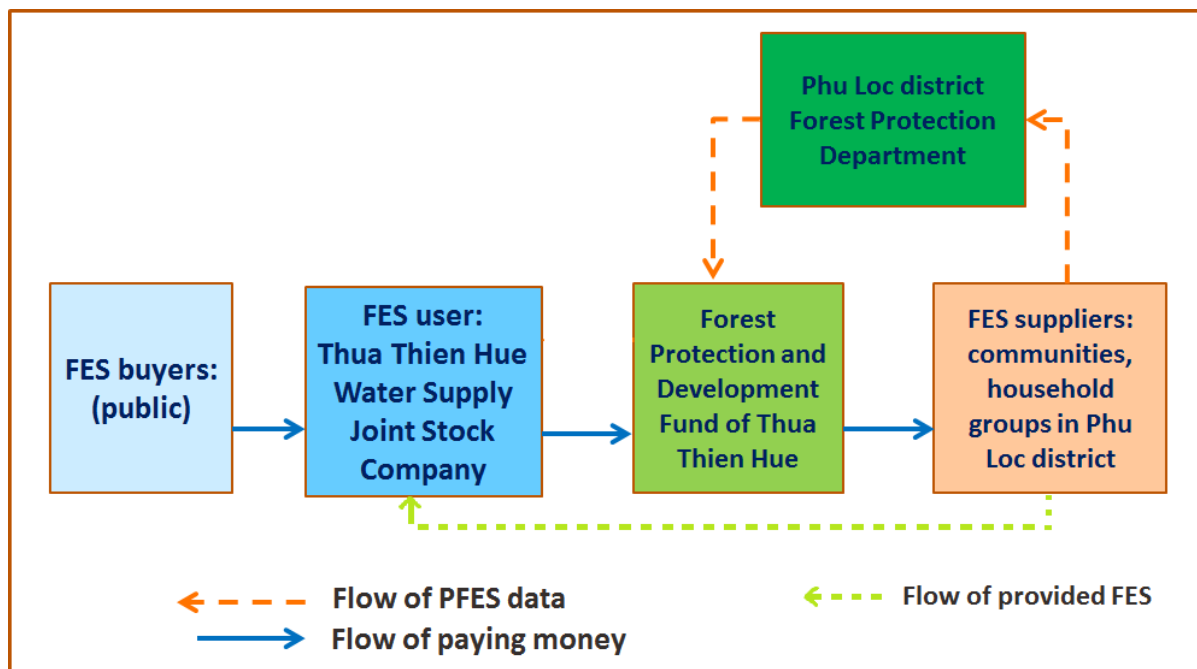 Phu Loc district
Forest Protection
Department
FES buyers:
(public)
FES user:
Thua Thien Hue
Water Supply
Joint Stock
Company
Forest
Protection and
Development
Fund of Thua
Thien Hue
FES suppliers:
communities,
household
groups in Phu
Loc district
Flow of PFES data
Flow of paying money
Flow of provided FES